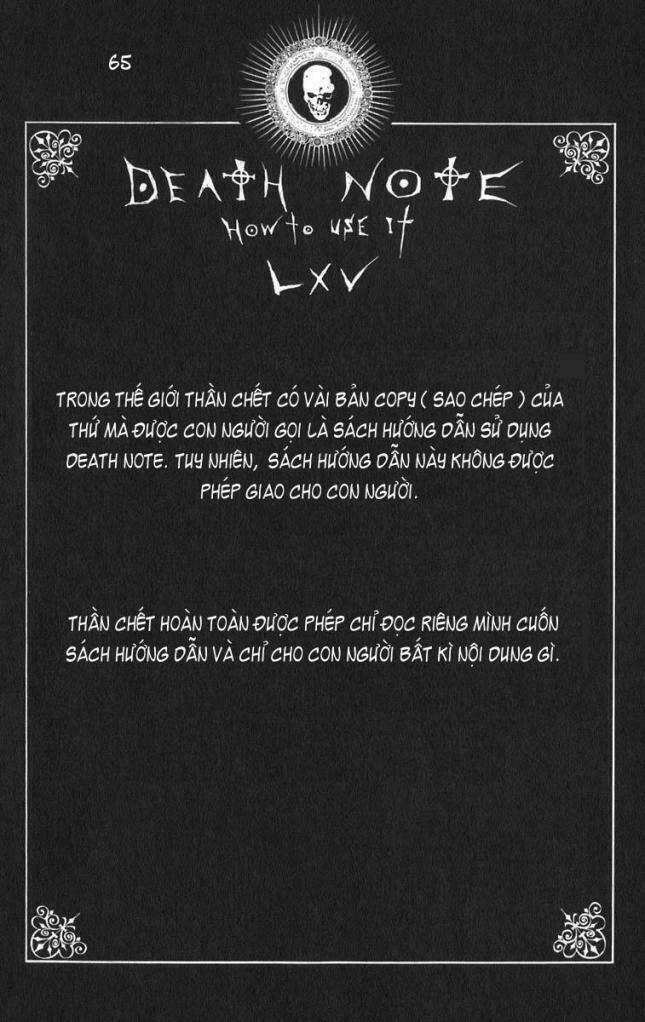 65
DEATH NOTE
HOW TO USE IT
LXV
TRONG THẾ GIỚI THẦN CHẾT CÓ VÀI BẢN COPY ( SAO CHÉP ) CỦA
THỨ MÀ ĐƯỢC CON NGƯỜI GỌI LÀ SÁCH HƯỚNG DẪN SỬ DỤNG
DEATH NOTE. TUY NHIÊN, SÁCH HƯỚNG DẪN NÀY KHÔNG ĐƯỢC
PHÉP GIAO CHO CON NGƯỜI.
THẦN CHẾT HOÀN TOÀN ĐƯỢC PHÉP CHỈ ĐỌC RIÊNG MÌNH CUỐN
SÁCH HƯỚNG DẪN VÀ CHỈ CHO CON NGƯỜI BẤT KÌ NỘI DUNG GÌ.